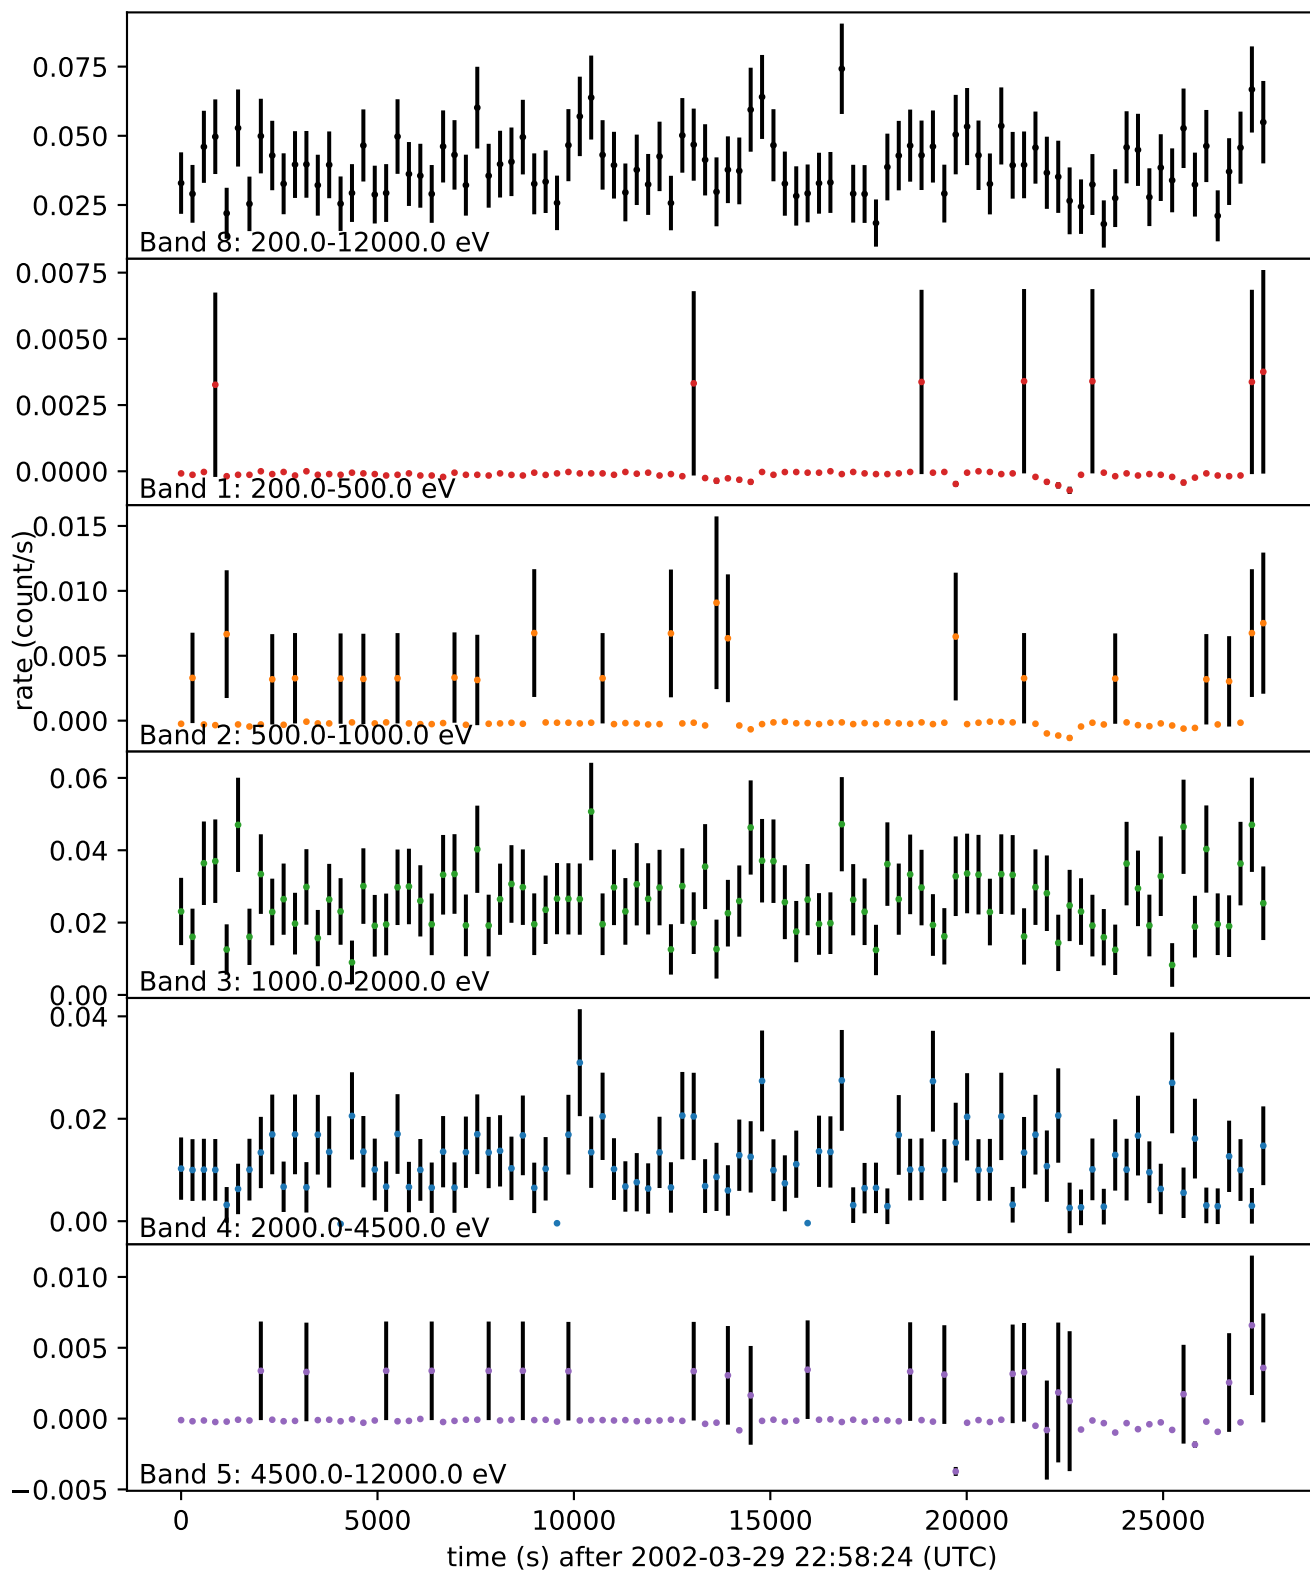 0.075
0.050
0.025
Band 8: 200.0-12000.0 eV
0.0075
0.0050
0.0025
0.0000
Band 1: 200.0-500.0 eV
rate (count/s)
0.015
0.010
0.005
0.000
Band 2: 500.0-1000.0 eV
0.06
0.04
0.02
0.00
Band 3: 1000.0-2000.0 eV
0.04
0.02
0.00
Band 4: 2000.0-4500.0 eV
0.010
0.005
0.000
−0.005
Band 5: 4500.0-12000.0 eV
0 5000 10000 15000 20000 25000
time (s) after 2002-03-29 22:58:24 (UTC)